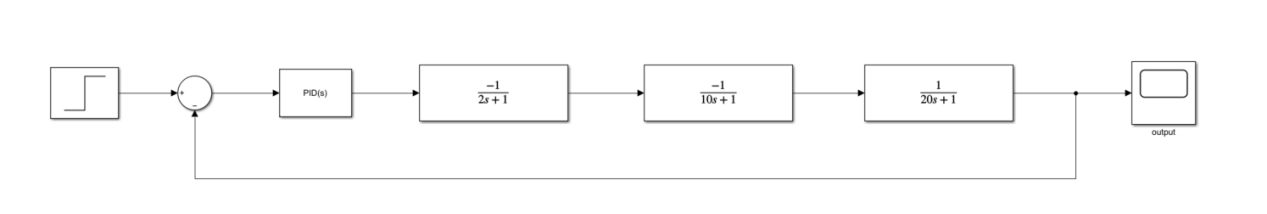 +
−
PID(s)
−1
2s + 1
−1
10s + 1
1
20s + 1
output